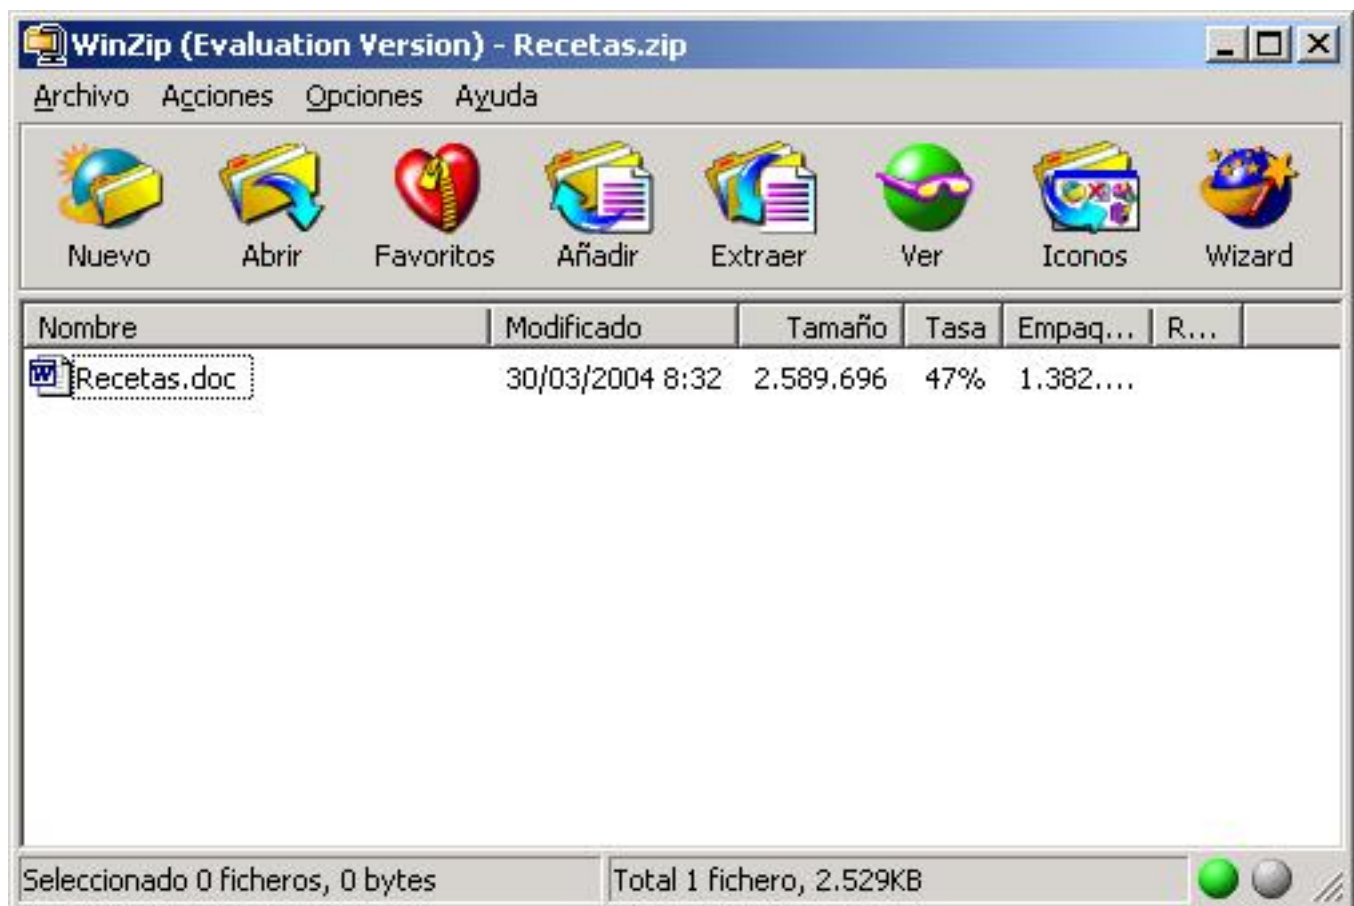 WinZip (Evaluation Version) - Recetas.zip
Archivo Acciones Opciones Ayuda
Nuevo Abrir Favoritos Añadir Extraer Ver Iconos Wizard
Nombre Modificado Tamaño Tasa Empaq... R...
Recetas.doc 30/03/2004 8:32 2.589.696 47% 1.382....
Seleccionado 0 ficheros, 0 bytes Total 1 fichero, 2.529KB